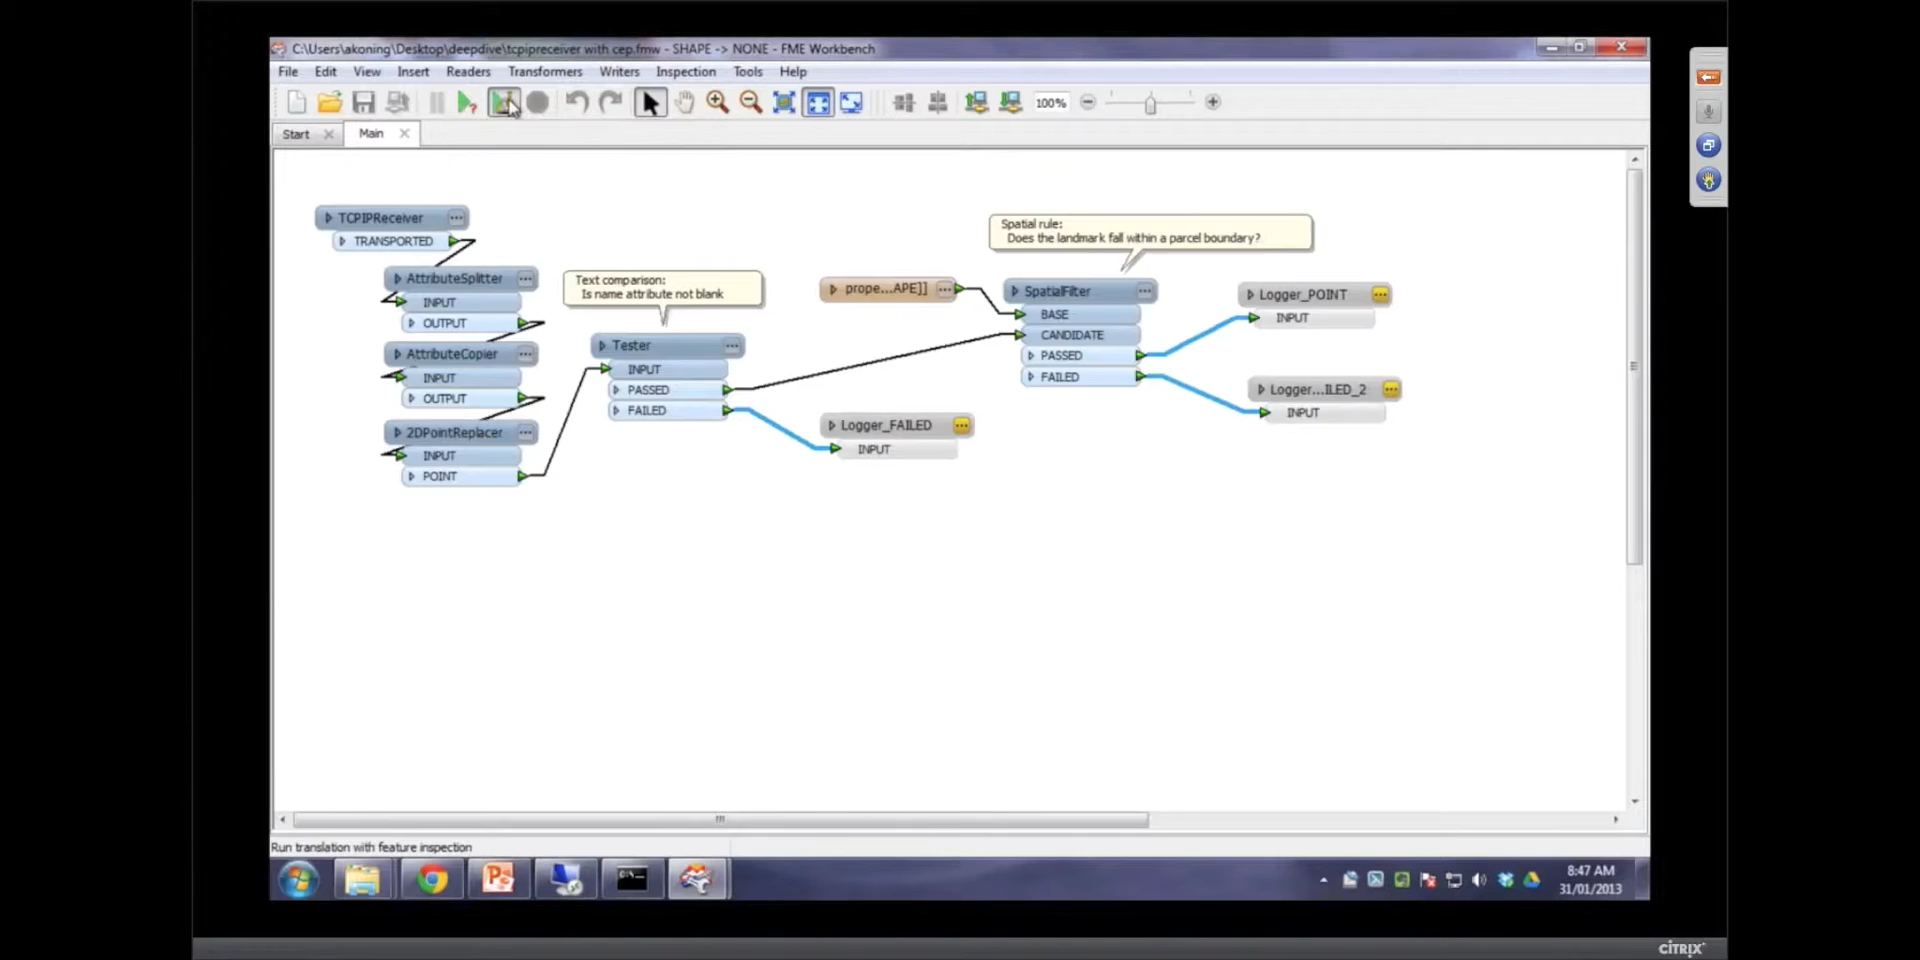 C:\Users\akoning\Desktop\deepdive\tcpipreceiver with cep.fmw - SHAPE -> NONE - FME Workbench
File Edit View Insert Readers Transformers Writers Inspection Tools Help
100%
Start Main
TCPIPReceiver
TRANSPORTED
AttributeSplitter
INPUT
OUTPUT
AttributeCopier
INPUT
OUTPUT
2DPointReplacer
INPUT
POINT
Text comparison:
Is name attribute not blank
Tester
INPUT
PASSED
FAILED
Logger_FAILED
INPUT
prope...APE]]
Spatial rule:
Does the landmark fall within a parcel boundary?
SpatialFilter
BASE
CANDIDATE
PASSED
FAILED
Logger_POINT
INPUT
Logger...ILED_2
INPUT
Run translation with feature inspection
8:47 AM
31/01/2013
CITRIX